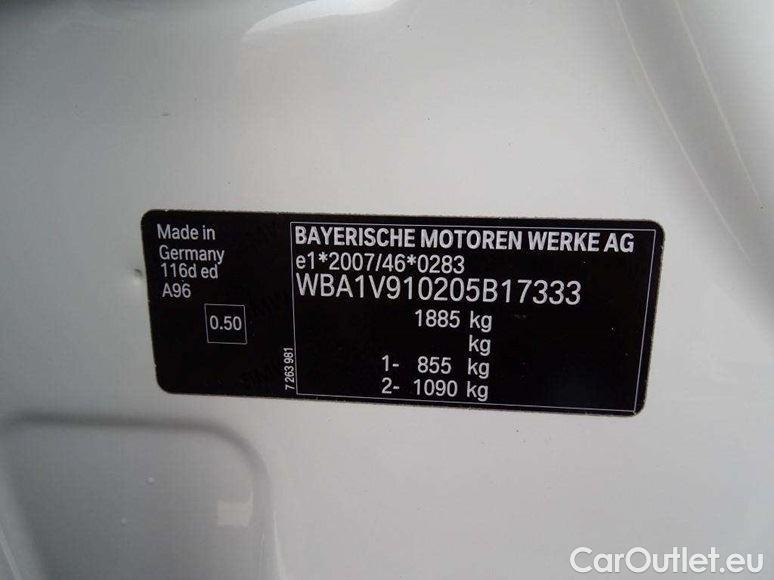 Made in
Germany
116d ed
A96
0.50
7 263 981
BAYERISCHE MOTOREN WERKE AG
e1*2007/46*0283
WBA1V910205B17333
1885 kg
kg
1- 855 kg
2- 1090 kg
CarOutlet.eu